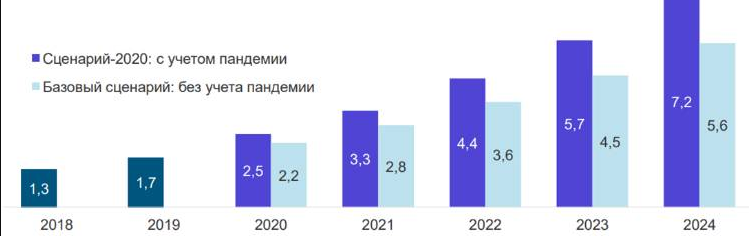 Сценарий-2020: с учетом пандемии
Базовый сценарий: без учета пандемии
1,3
1,7
2,5 2,2
3,3 2,8
4,4 3,6
5,7 4,5
7,2 5,6
2018 2019 2020 2021 2022 2023 2024